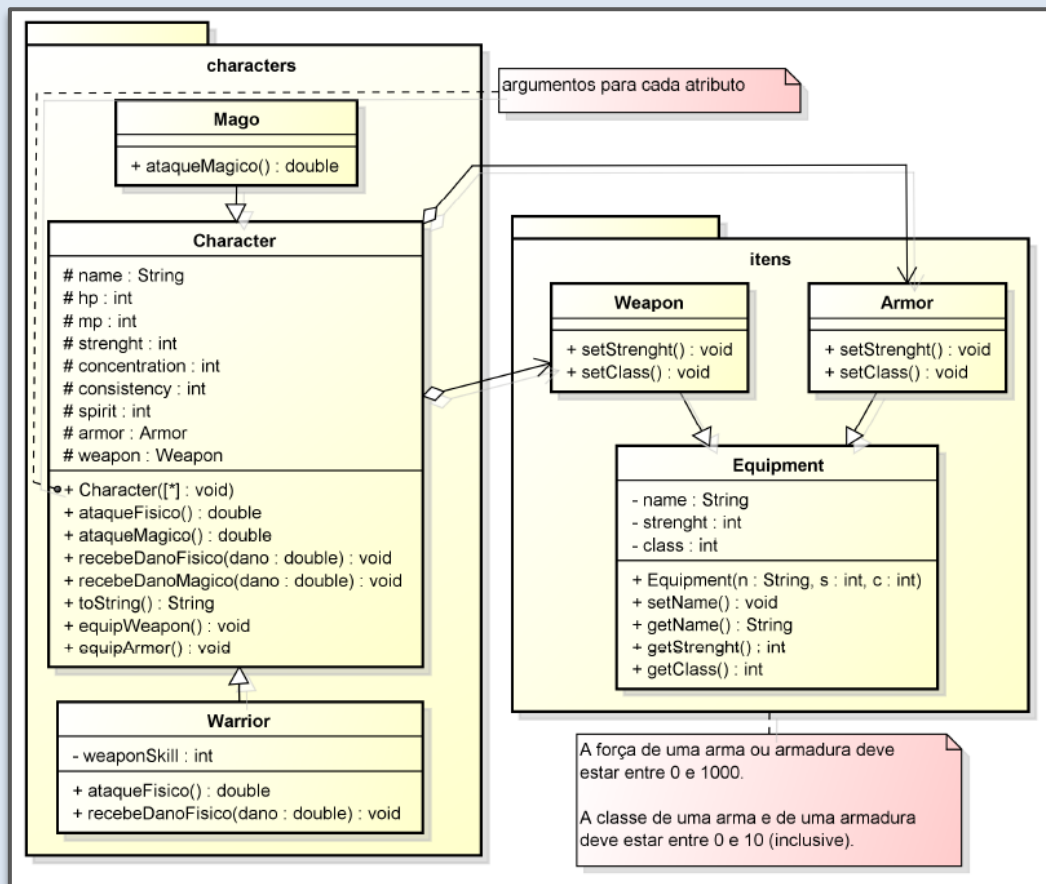 characters
argumentos para cada atributo
Mago
+ ataqueMagico() : double
Character
# name : String
# hp : int
# mp : int
# strenght : int
# concentration : int
# consistency : int
# spirit : int
# armor : Armor
# weapon : Weapon
+ Character([*] : void)
+ ataqueFisico() : double
+ ataqueMagico() : double
+ recebeDanoFisico(dano : double) : void
+ recebeDanoMagico(dano : double) : void
+ toString() : String
+ equipWeapon() : void
+ equipArmor() : void
Warrior
- weaponSkill : int
+ ataqueFisico() : double
+ recebeDanoFisico(dano : double) : void
itens
Weapon
+ setStrenght() : void
+ setClass() : void
Armor
+ setStrenght() : void
+ setClass() : void
Equipment
- name : String
- strenght : int
- class : int
+ Equipment(n : String, s : int, c : int)
+ setName() : void
+ getName() : String
+ getStrenght() : int
+ getClass() : int
A força de uma arma ou armadura deve
estar entre 0 e 1000.
A classe de uma arma e de uma armadura
deve estar entre 0 e 10 (inclusive).